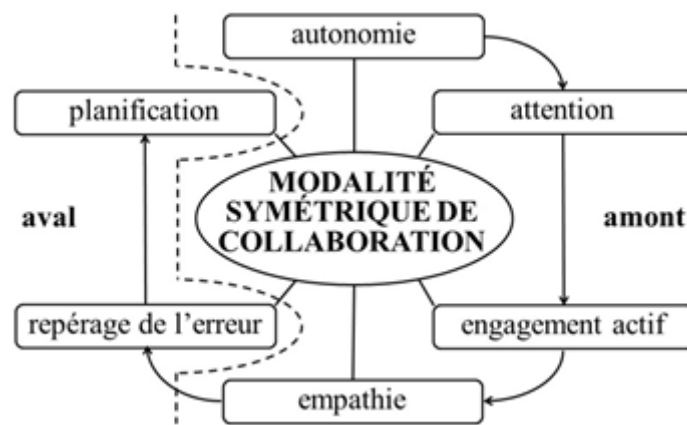 autonomie
planification
attention
MODALITÉ
SYMÉTRIQUE DE
COLLABORATION
aval
amont
repérage de l’erreur
engagement actif
empathie